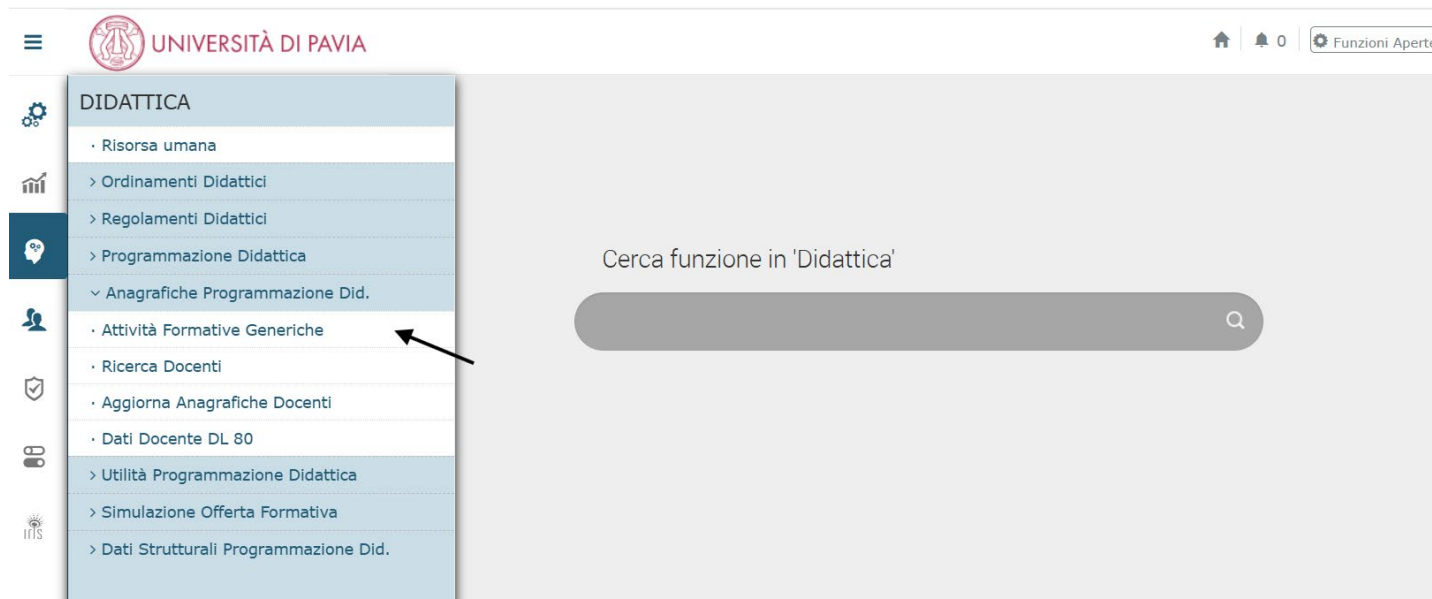 UNIVERSITÀ DI PAVIA
0
Funzioni Aperte
DIDATTICA
· Risorsa umana
> Ordinamenti Didattici
> Regolamenti Didattici
> Programmazione Didattica
Anagrafiche Programmazione Did.
· Attività Formative Generiche
· Ricerca Docenti
· Aggiorna Anagrafiche Docenti
· Dati Docente DL 80
> Utilità Programmazione Didattica
> Simulazione Offerta Formativa
> Dati Strutturali Programmazione Did.
Cerca funzione in 'Didattica'
IrIs